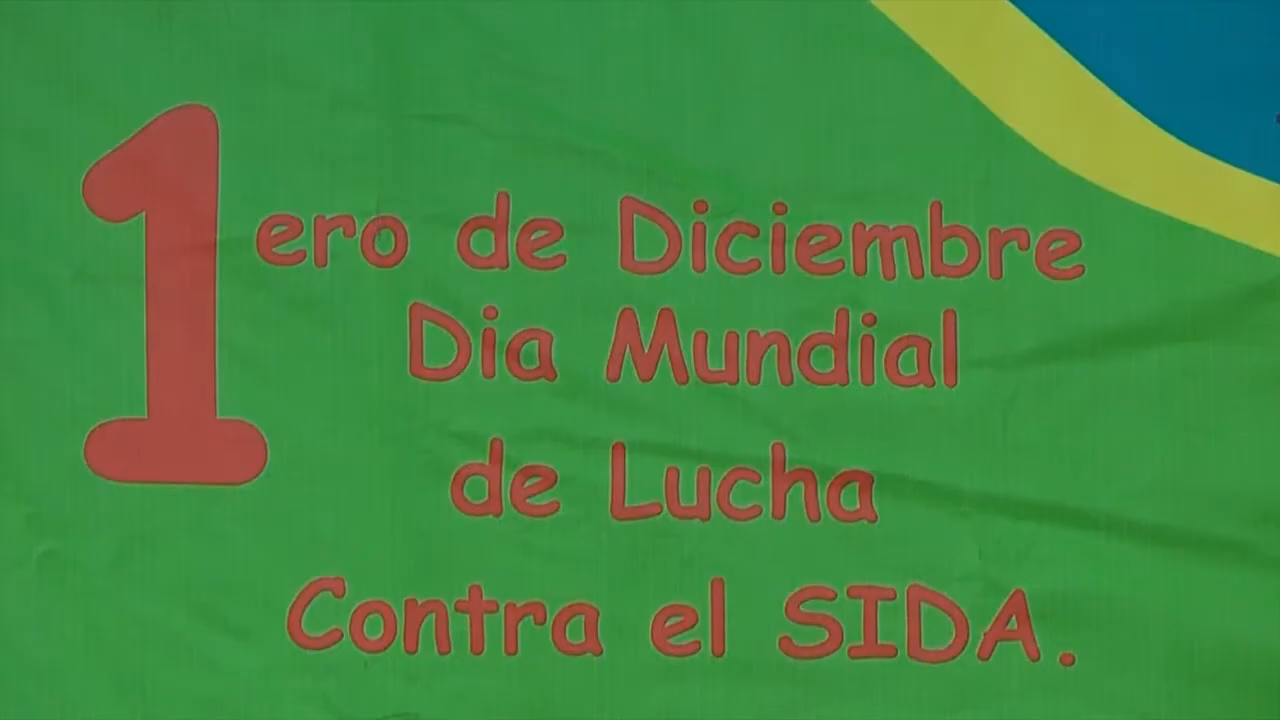 1ero de Diciembre
Dia Mundial
de Lucha
Contra el SIDA.